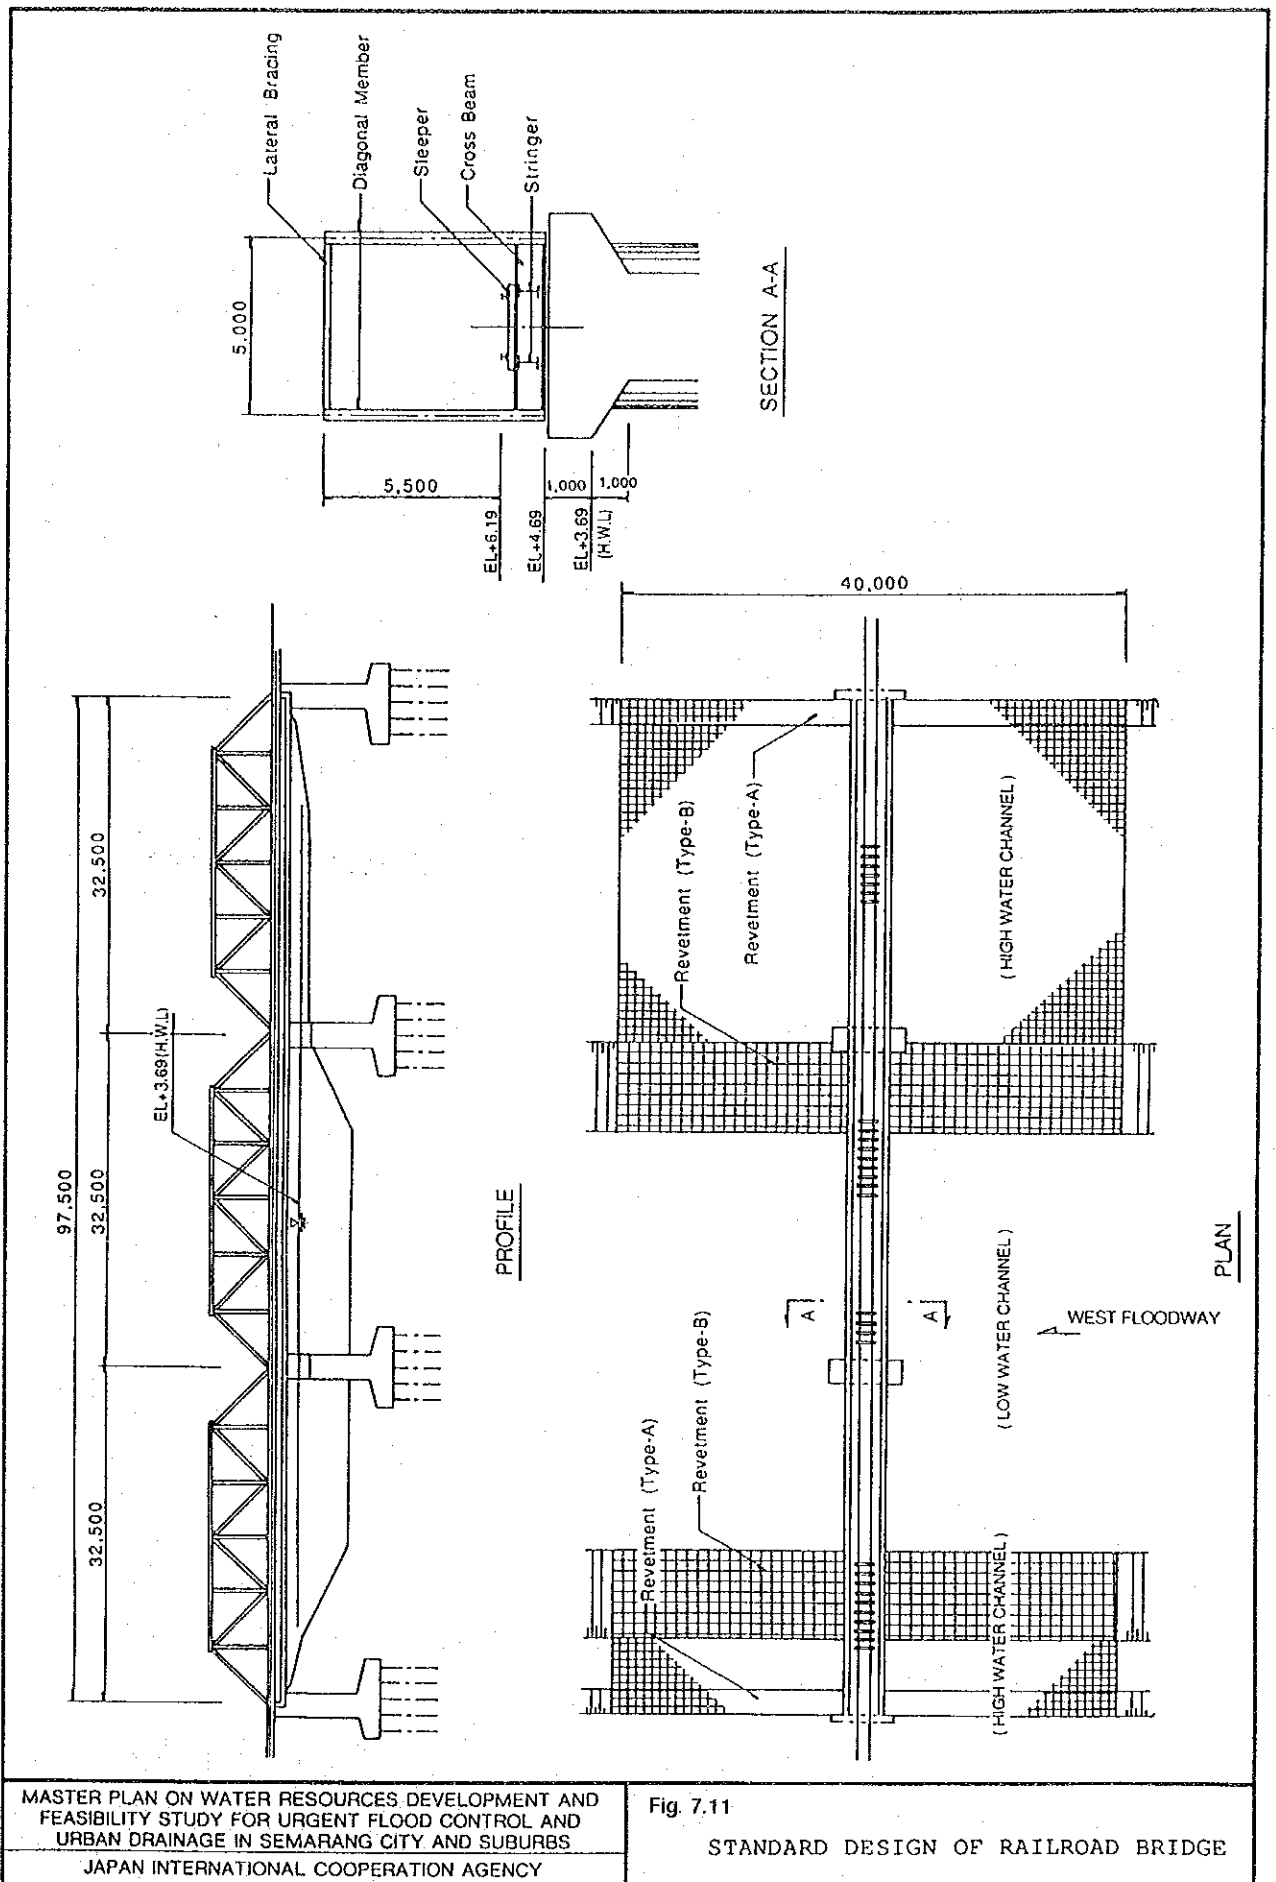 Lateral Bracing
Diagonal Member
Sleeper
Cross Beam
Stringer
5.000
5,500
1,000
1,000
EL+6.19
EL+4.69
EL+3.69
(H.W.L)
SECTION A-A
97.500
32.500
32,500
32.500
EL+3.69(H.W.L)
PROFILE
40,000
Revetment (Type-B)
Revetment (Type-A)
(HIGH WATER CHANNEL)
A
A
(LOW WATER CHANNEL)
WEST FLOODWAY
Revetment (Type-A)
Revetment (Type-B)
(HIGH WATER CHANNEL)
PLAN
MASTER PLAN ON WATER RESOURCES DEVELOPMENT AND
FEASIBILITY STUDY FOR URGENT FLOOD CONTROL AND
URBAN DRAINAGE IN SEMARANG CITY AND SUBURBS
JAPAN INTERNATIONAL COOPERATION AGENCY
Fig. 7.11
STANDARD DESIGN OF RAILROAD BRIDGE